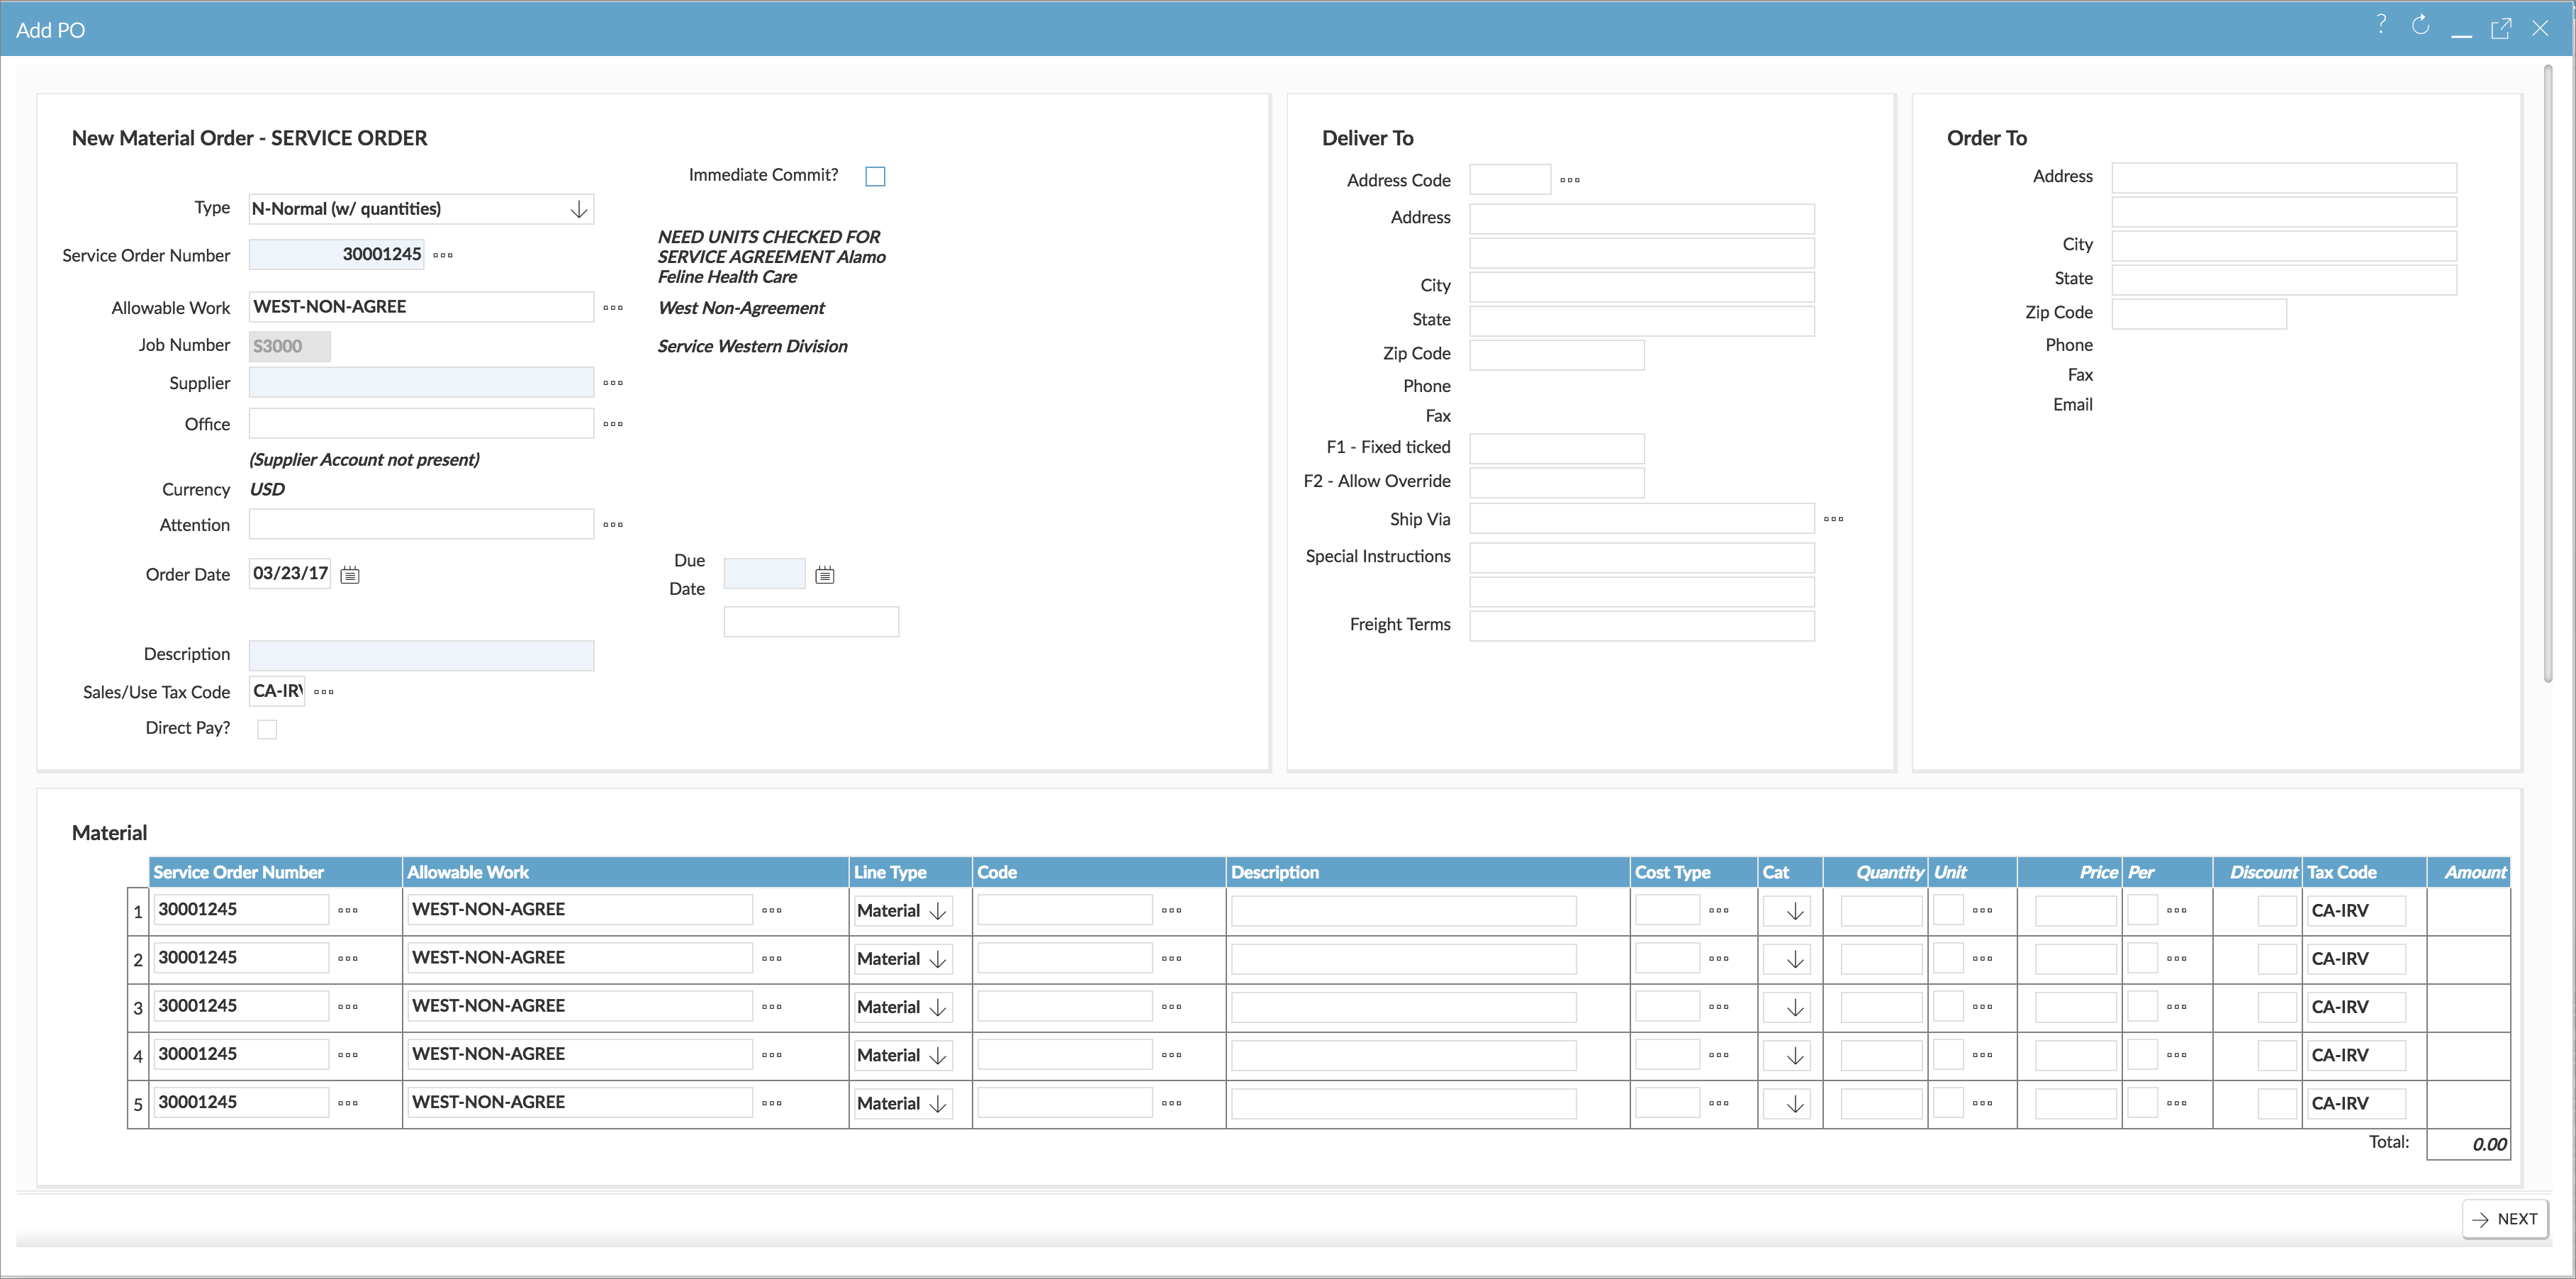 Add PO
New Material Order - SERVICE ORDER
Immediate Commit?
Type N-Normal (w/ quantities)
Service Order Number 30001245
NEED UNITS CHECKED FOR
SERVICE AGREEMENT Alamo
Feline Health Care
Allowable Work WEST-NON-AGREE West Non-Agreement
Job Number S3000 Service Western Division
Supplier
Office
(Supplier Account not present)
Currency USD
Attention
Order Date 03/23/17
Due
Date
Description
Sales/Use Tax Code CA-IRV
Direct Pay?
Deliver To
Address Code
Address
City
State
Zip Code
Phone
Fax
F1 - Fixed ticked
F2 - Allow Override
Ship Via
Special Instructions
Freight Terms
Order To
Address
City
State
Zip Code
Phone
Fax
Email
Material
Service Order Number Allowable Work Line Type Code Description Cost Type Cat Quantity Unit Price Per Discount Tax Code Amount
1 30001245 WEST-NON-AGREE Material CA-IRV
2 30001245 WEST-NON-AGREE Material CA-IRV
3 30001245 WEST-NON-AGREE Material CA-IRV
4 30001245 WEST-NON-AGREE Material CA-IRV
5 30001245 WEST-NON-AGREE Material CA-IRV
Total: 0.00
NEXT